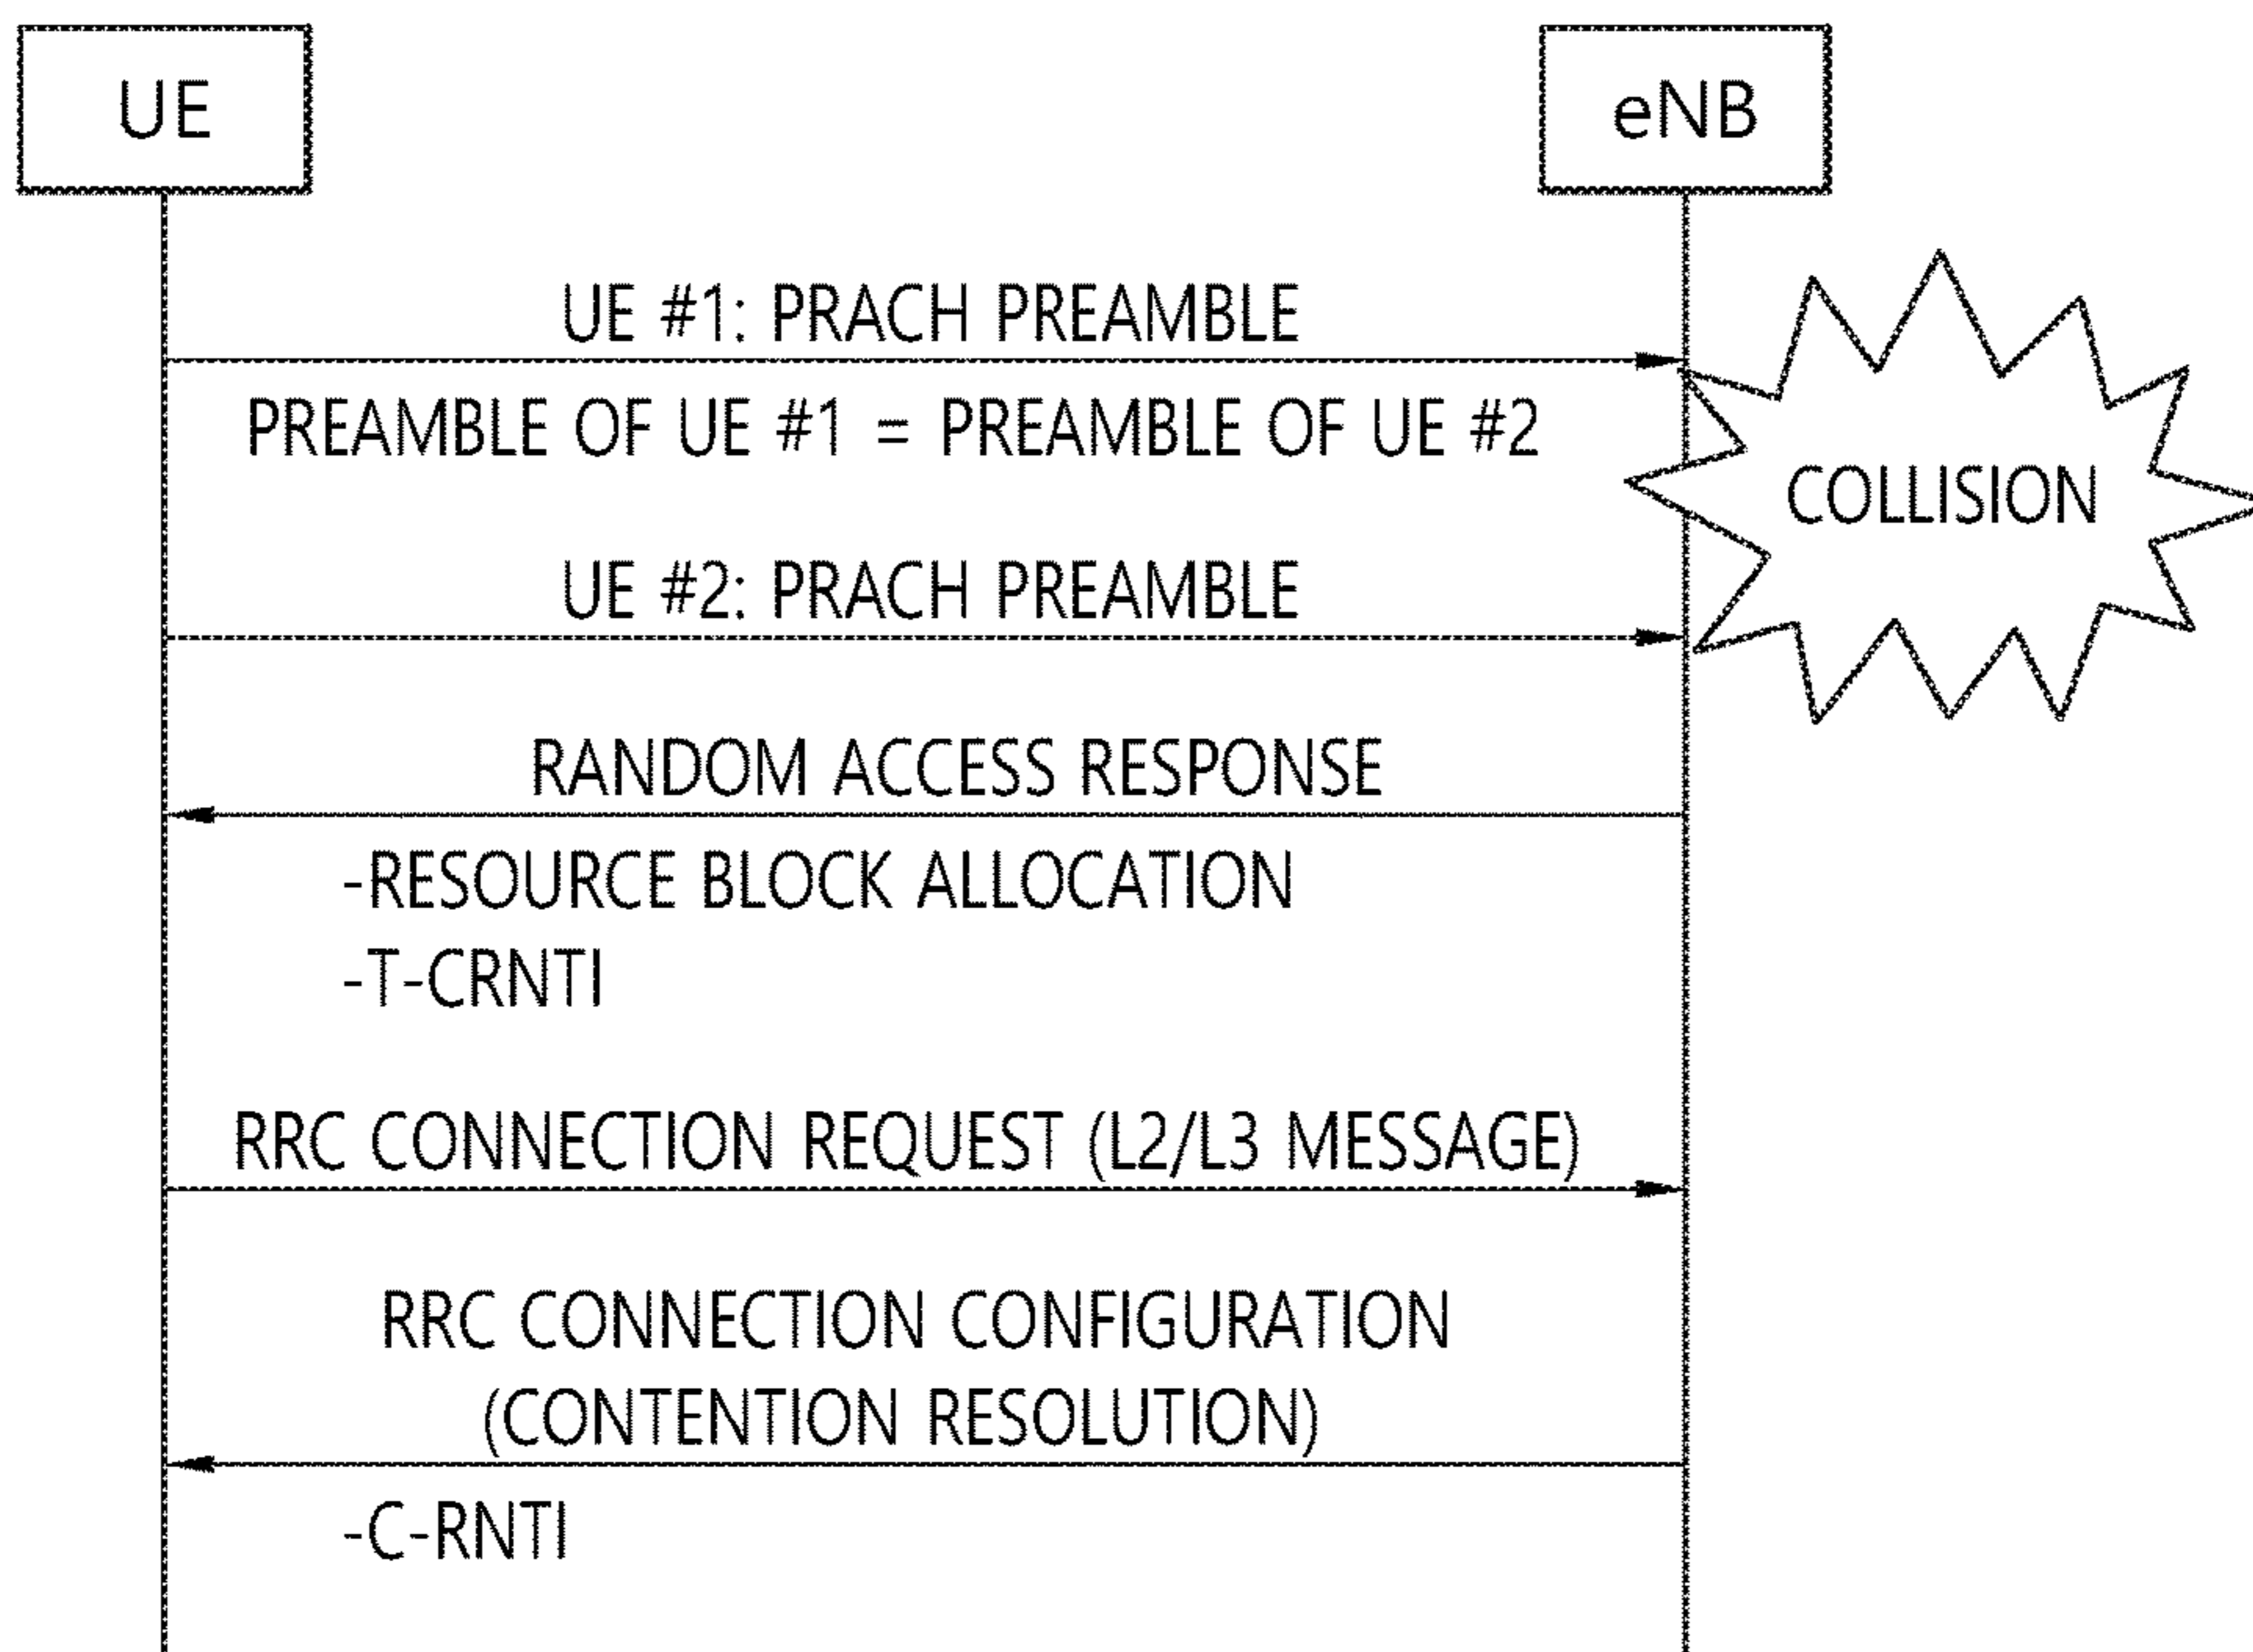 UE
eNB
UE #1: PRACH PREAMBLE
PREAMBLE OF UE #1 = PREAMBLE OF UE #2
COLLISION
UE #2: PRACH PREAMBLE
RANDOM ACCESS RESPONSE
-RESOURCE BLOCK ALLOCATION
-T-CRNTI
RRC CONNECTION REQUEST (L2/L3 MESSAGE)
RRC CONNECTION CONFIGURATION
(CONTENTION RESOLUTION)
-C-RNTI